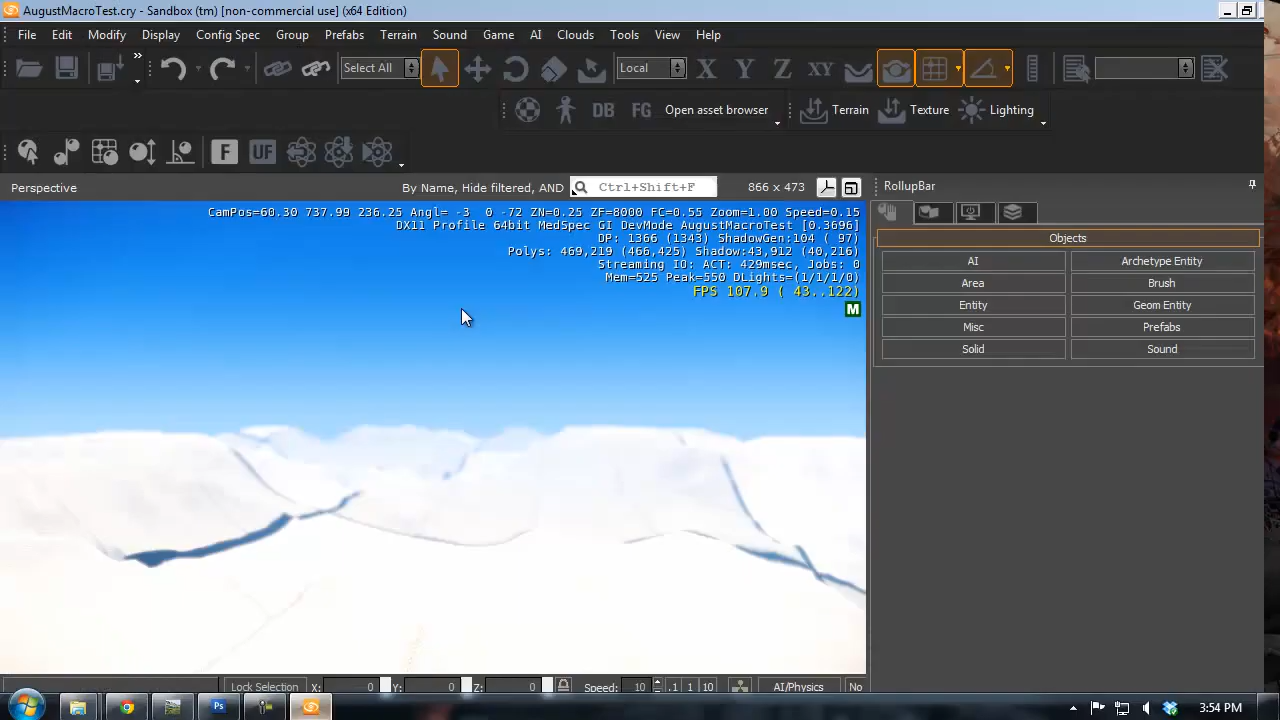 AugustMacroTest.cry - Sandbox (tm) [non-commercial use] (x64 Edition)
File Edit Modify Display Config Spec Group Prefabs Terrain Sound Game AI Clouds Tools View Help
Select All Local X Y Z XY
DB FG Open asset browser Terrain Texture Lighting
F UF
Perspective By Name, Hide filtered, AND Ctrl+Shift+F 866 x 473 RollupBar
CamPos=60.30 737.99 236.25 Angl= -3 0 -72 ZN=0.25 ZF=8000 FC=0.55 Zoom=1.00 Speed=0.15
DX11 Profile 64bit MedSpec GI DevMode AugustMacroTest [0.3696]
DP: 1366 (1343) ShadowGen:104 ( 97)
Polys: 469,219 (466,425) Shadow:43,912 (40,216)
Streaming IO: ACT: 429msec, Jobs: 0
Mem=525 Peak=550 DLights=(1/1/1/0)
FPS 107.9 ( 43..122)
M
Objects
AI Archetype Entity
Area Brush
Entity Geom Entity
Misc Prefabs
Solid Sound
Lock Selection X: 0 Y: 0 Z: 0 Speed: 10 .1 1 10 AI/Physics No
Ps 3:54 PM